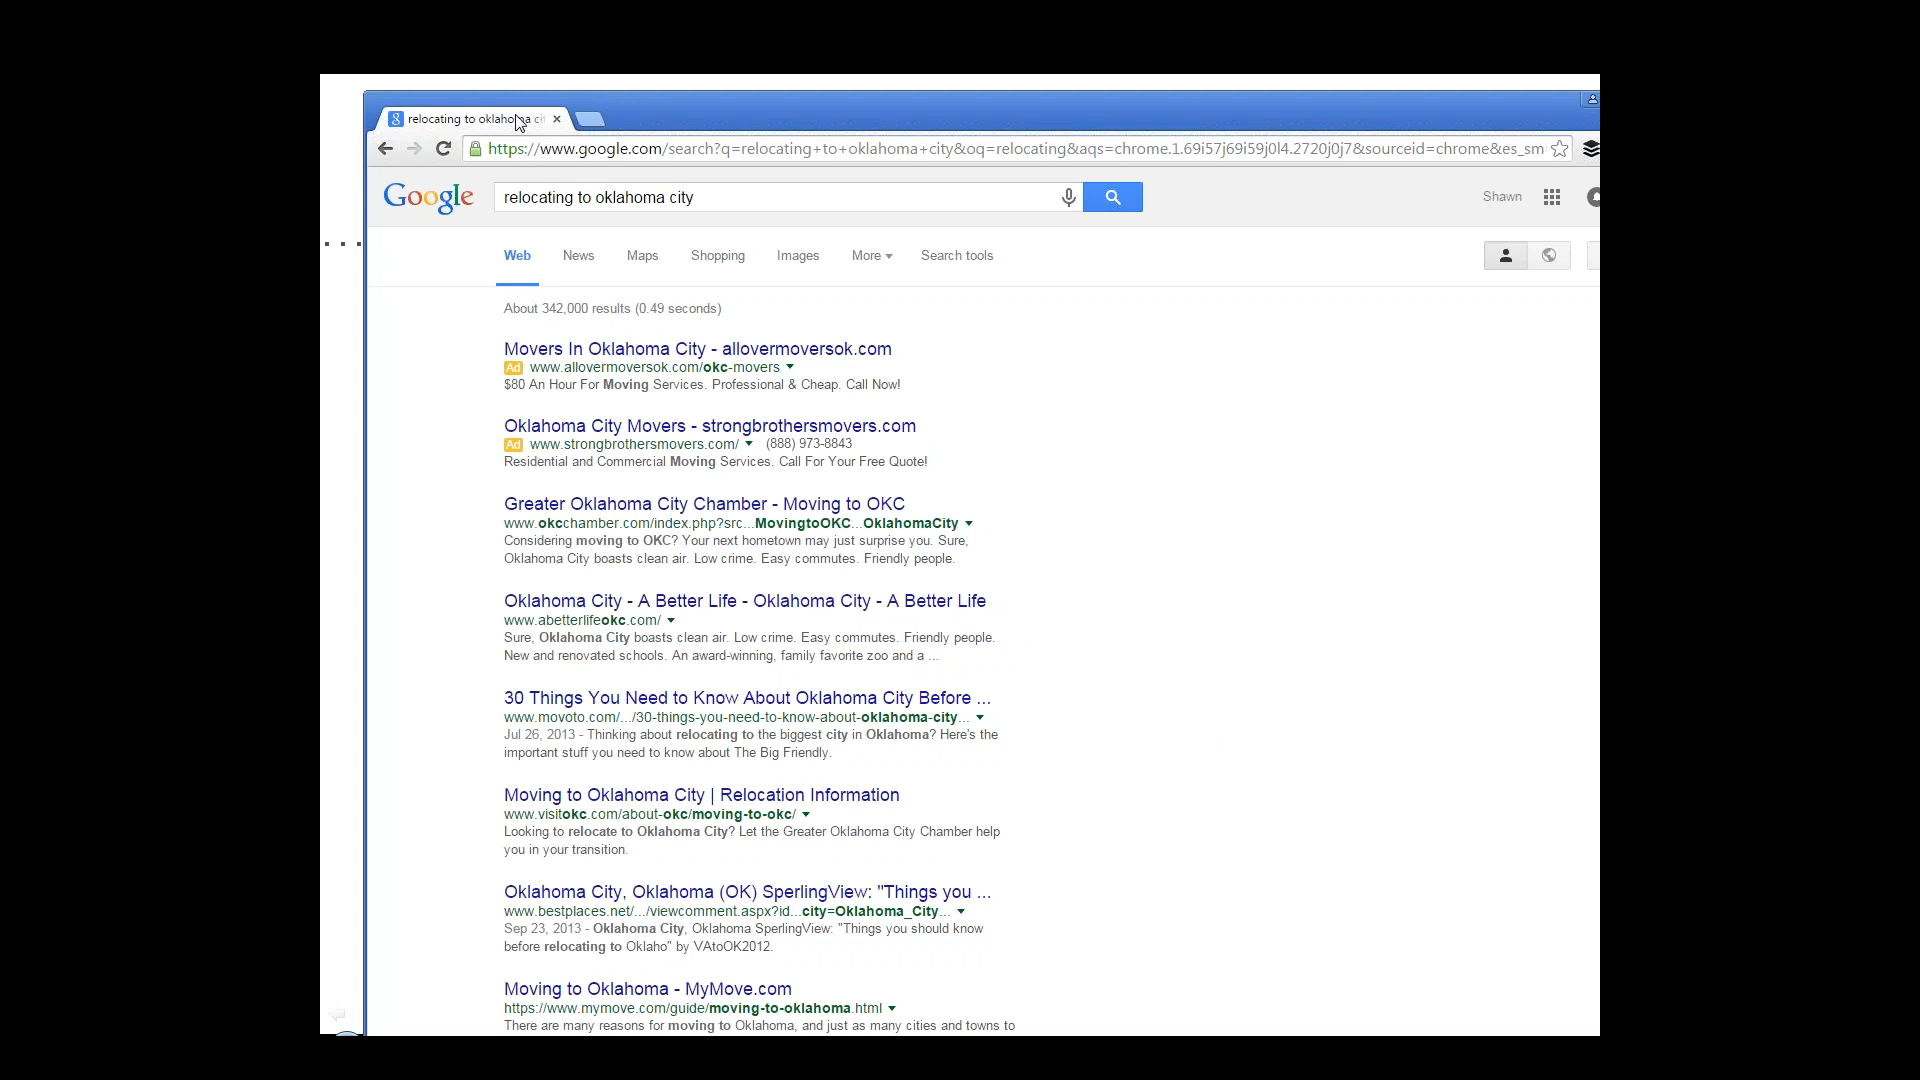 relocating to oklahoma cit
https://www.google.com/search?q=relocating+to+oklahoma+city&oq=relocating&aqs=chrome.1.69i57j69i59j0l4.2720j0j7&sourceid=chrome&es_sm
Google
relocating to oklahoma city
Shawn
Web News Maps Shopping Images More Search tools
About 342,000 results (0.49 seconds)
Movers In Oklahoma City - allovermoversok.com
Ad www.allovermoversok.com/okc-movers
$80 An Hour For Moving Services. Professional & Cheap. Call Now!
Oklahoma City Movers - strongbrothersmovers.com
Ad www.strongbrothersmovers.com/ (888) 973-8843
Residential and Commercial Moving Services. Call For Your Free Quote!
Greater Oklahoma City Chamber - Moving to OKC
www.okcchamber.com/index.php?src...MovingtoOKC...OklahomaCity
Considering moving to OKC? Your next hometown may just surprise you. Sure,
Oklahoma City boasts clean air. Low crime. Easy commutes. Friendly people.
Oklahoma City - A Better Life - Oklahoma City - A Better Life
www.abetterlifeokc.com/
Sure, Oklahoma City boasts clean air. Low crime. Easy commutes. Friendly people.
New and renovated schools. An award-winning, family favorite zoo and a ...
30 Things You Need to Know About Oklahoma City Before ...
www.movoto.com/.../30-things-you-need-to-know-about-oklahoma-city...
Jul 26, 2013 - Thinking about relocating to the biggest city in Oklahoma? Here's the
important stuff you need to know about The Big Friendly.
Moving to Oklahoma City | Relocation Information
www.visitokc.com/about-okc/moving-to-okc/
Looking to relocate to Oklahoma City? Let the Greater Oklahoma City Chamber help
you in your transition.
Oklahoma City, Oklahoma (OK) SperlingView: "Things you ...
www.bestplaces.net/.../viewcomment.aspx?id...city=Oklahoma_City...
Sep 23, 2013 - Oklahoma City, Oklahoma SperlingView: "Things you should know
before relocating to Oklaho" by VAtoOK2012.
Moving to Oklahoma - MyMove.com
https://www.mymove.com/guide/moving-to-oklahoma.html
There are many reasons for moving to Oklahoma, and just as many cities and towns to